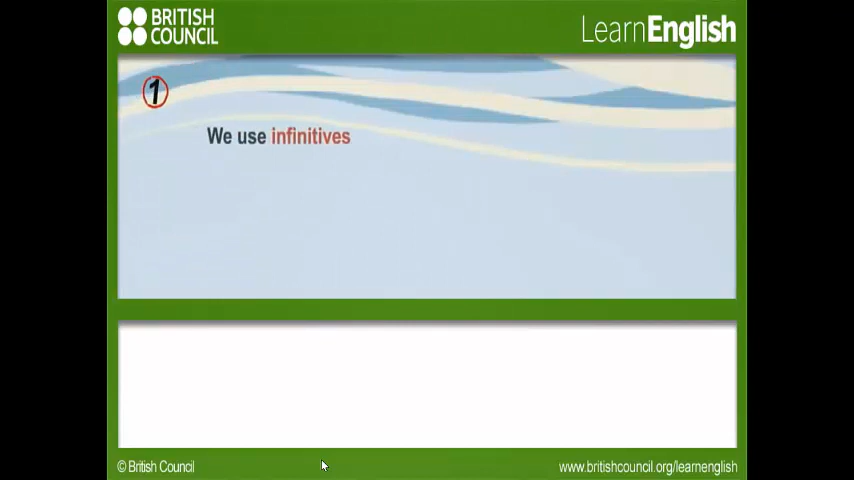 BRITISH
COUNCIL
LearnEnglish
1
We use infinitives
© British Council
www.britishcouncil.org/learnenglish